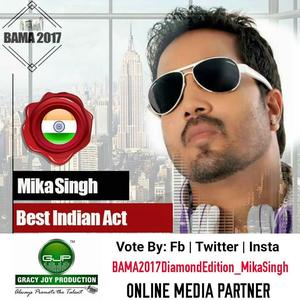 BAMA 2017
Mika Singh
Best Indian Act
GJP
TM
GRACY JOY PRODUCTION
Always Promote the Talent
Vote By: Fb | Twitter | Insta
BAMA2017DiamondEdition_MikaSingh
ONLINE MEDIA PARTNER